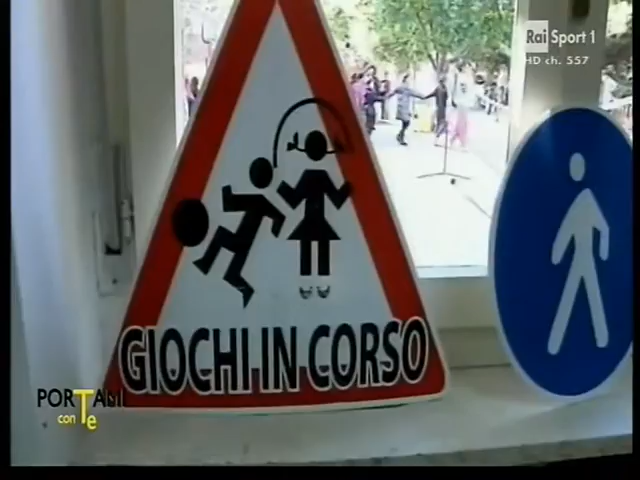 Rai Sport 1
HD ch. 557
GIOCHI IN CORSO
PORTAMI
con Te